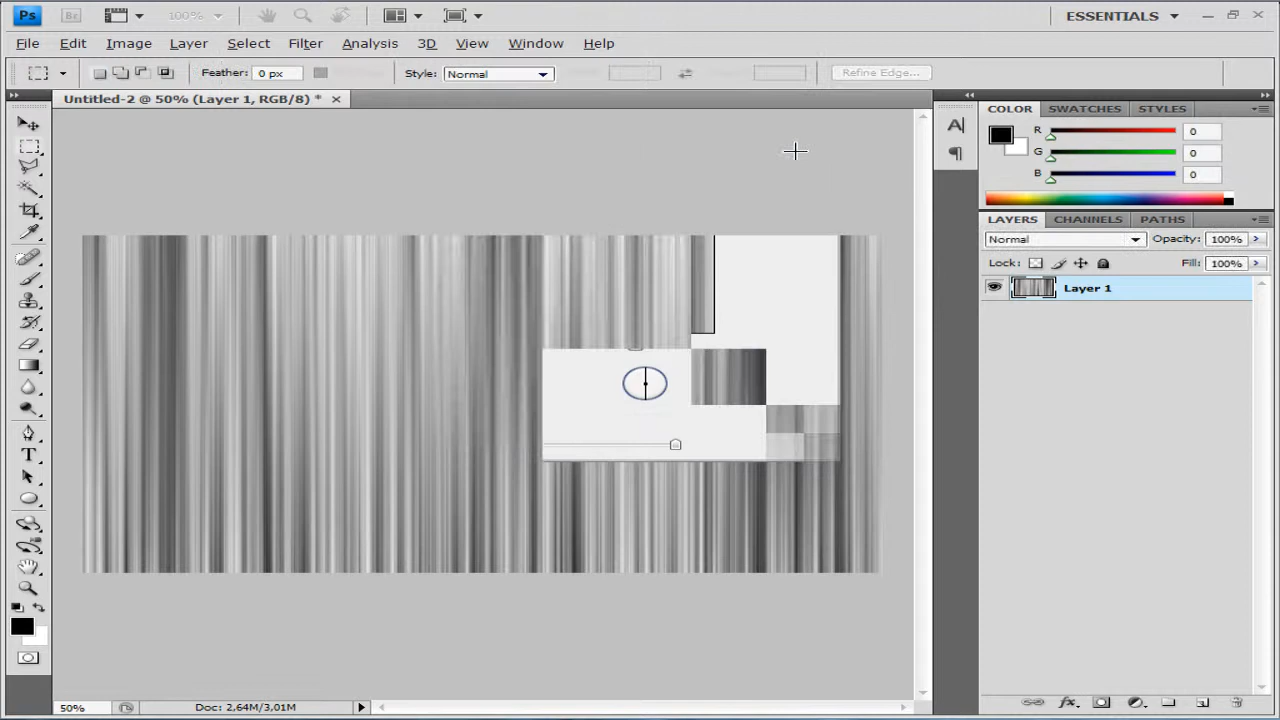 Ps Br 100% ESSENTIALS
File Edit Image Layer Select Filter Analysis 3D View Window Help
Feather: 0 px Style: Normal Refine Edge...
Untitled-2 @ 50% (Layer 1, RGB/8) *
COLOR SWATCHES STYLES
R 0
G 0
B 0
LAYERS CHANNELS PATHS
Normal Opacity: 100%
Lock: Fill: 100%
Layer 1
50% Doc: 2,64M/3,01M